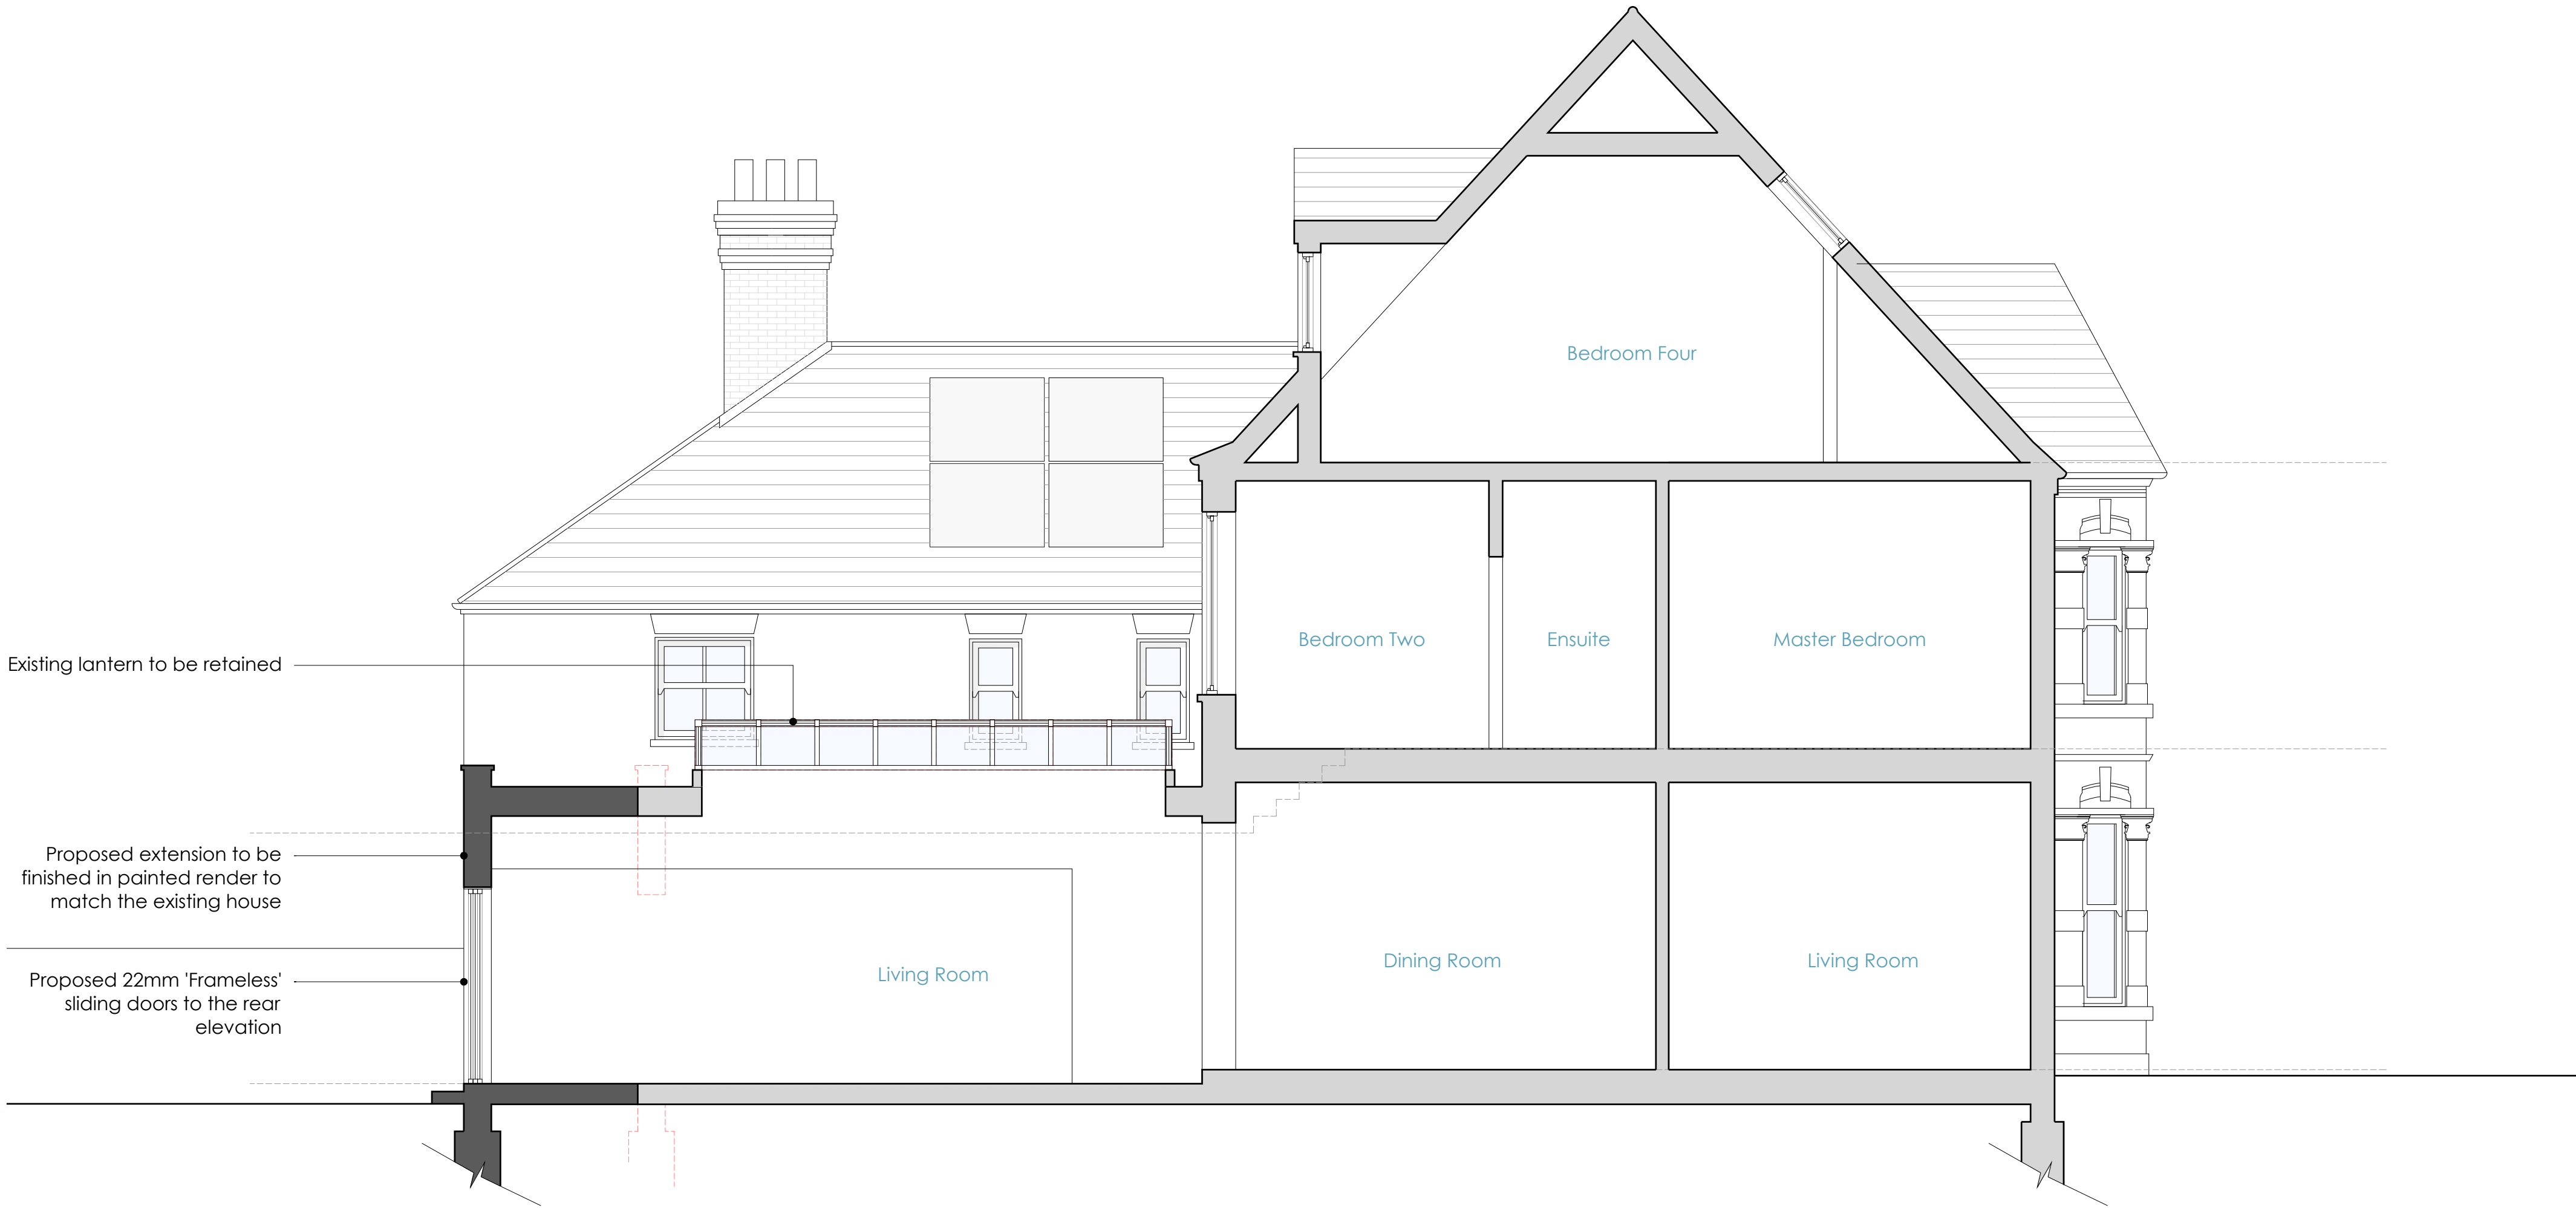 Bedroom Four
Bedroom Two
Ensuite
Master Bedroom
Existing lantern to be retained
Proposed extension to be
finished in painted render to
match the existing house
Proposed 22mm 'Frameless'
sliding doors to the rear
elevation
Living Room
Dining Room
Living Room